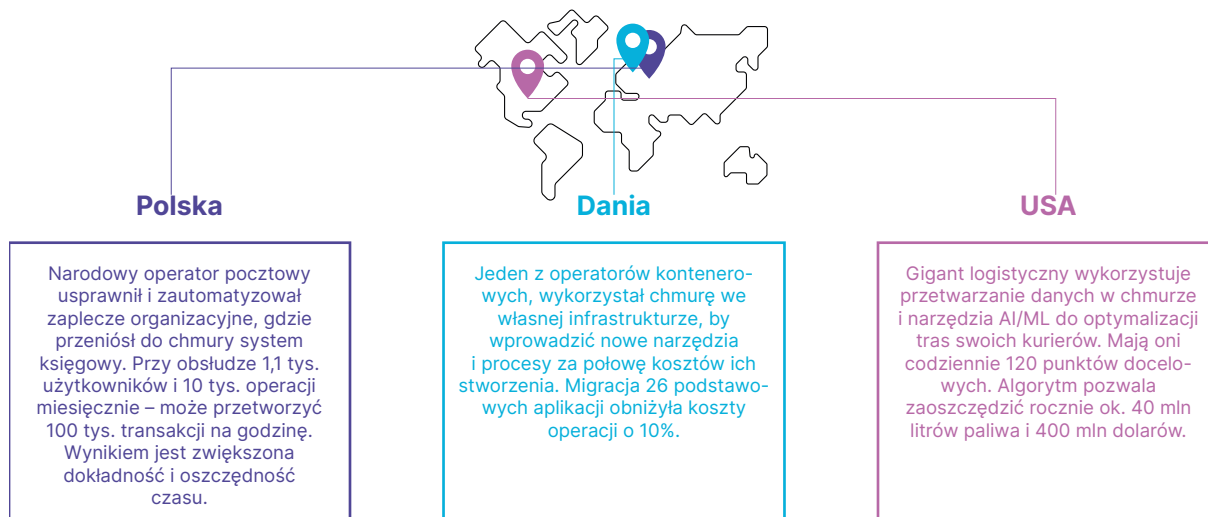 Polska
Narodowy operator pocztowy
usprawnił i zautomatyzował
zaplecze organizacyjne, gdzie
przeniósł do chmury system
księgowy. Przy obsłudze 1,1 tys.
użytkowników i 10 tys. operacji
miesięcznie – może przetworzyć
100 tys. transakcji na godzinę.
Wynikiem jest zwiększona
dokładność i oszczędność
czasu.
Dania
Jeden z operatorów kontenero-
wych, wykorzystał chmurę we
własnej infrastrukturze, by
wprowadzić nowe narzędzia
i procesy za połowę kosztów ich
stworzenia. Migracja 26 podstawo-
wych aplikacji obniżyła koszty
operacji o 10%.
USA
Gigant logistyczny wykorzystuje
przetwarzanie danych w chmurze
i narzędzia AI/ML do optymalizacji
tras swoich kurierów. Mają oni
codziennie 120 punktów docelo-
wych. Algorytm pozwala
zaoszczędzić rocznie ok. 40 mln
litrów paliwa i 400 mln dolarów.